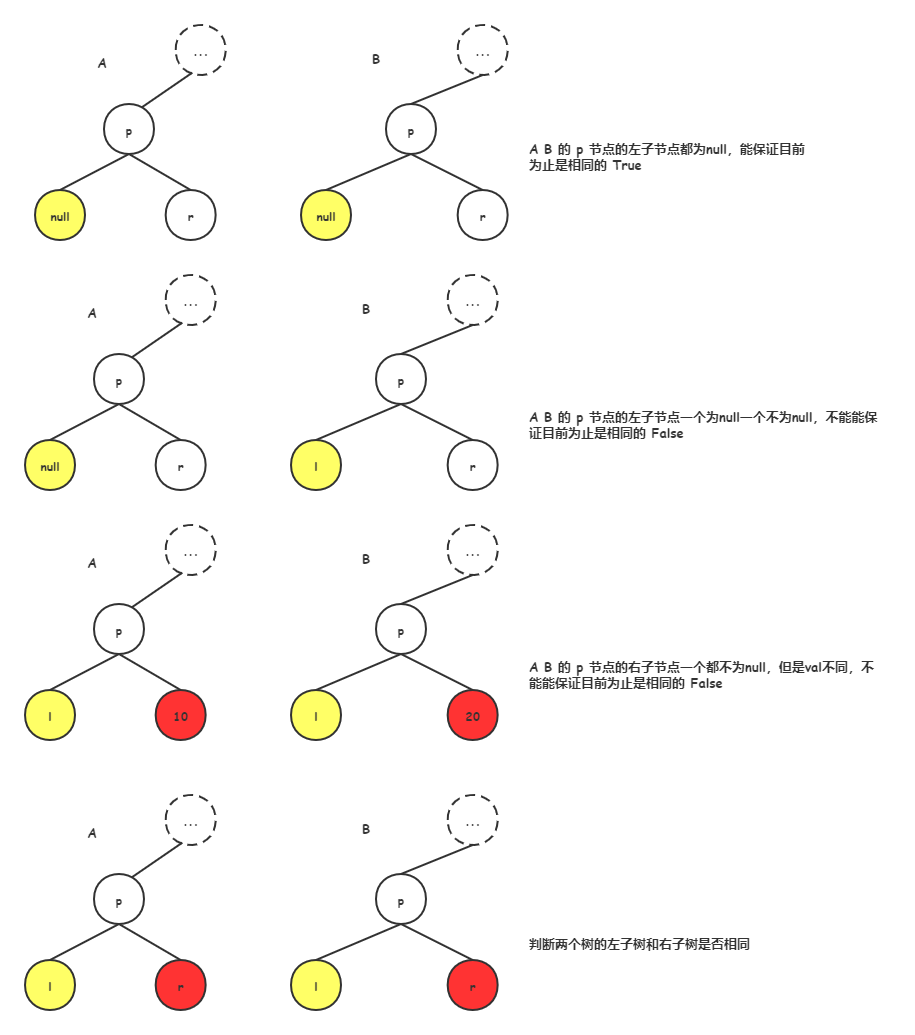 ...
...
A
B
p
p
A B 的 p 节点的左子节点都为null，能保证目前
为止是相同的 True
null
r
null
r
...
...
A
B
p
p
A B 的 p 节点的左子节点一个为null一个不为null，不能能保
证目前为止是相同的 False
null
r
l
r
...
...
A
B
p
p
A B 的 p 节点的右子节点一个都不为null，但是val不同，不
能能保证目前为止是相同的 False
l
10
l
20
...
...
A
B
p
p
判断两个树的左子树和右子树是否相同
l
r
l
r